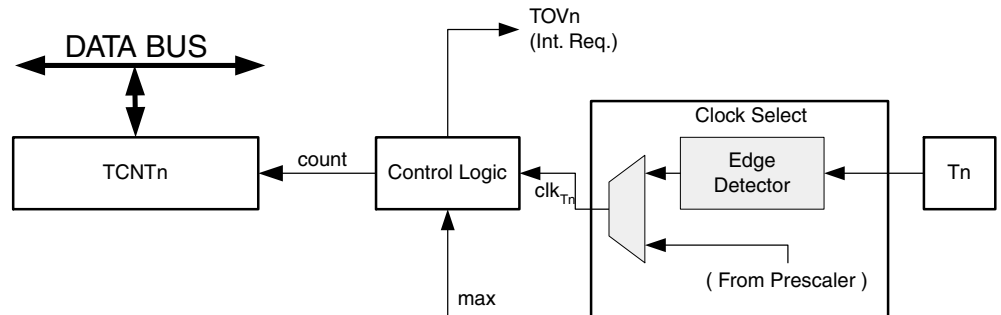 TOVn
(Int. Req.)
DATA BUS
Clock Select
TCNTn
count
Control Logic
clkTn
Edge
Detector
Tn
( From Prescaler )
max